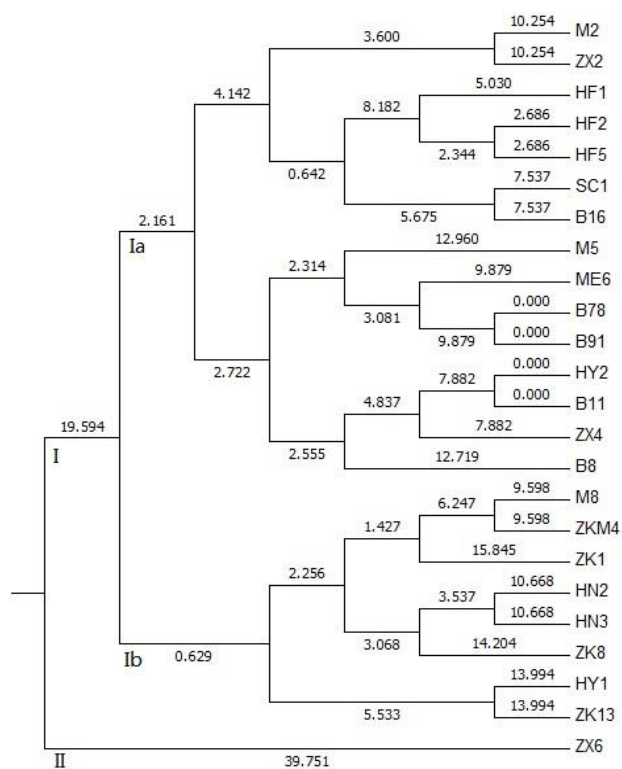 10.254
M2
3.600
10.254
ZX2
5.030
HF1
4.142
8.182
2.686
HF2
2.344
2.686
HF5
0.642
7.537
SC1
5.675
7.537
B16
2.161
Ia
12.960
M5
2.314
9.879
ME6
3.081
0.000
B78
9.879
0.000
B91
2.722
0.000
HY2
7.882
0.000
B11
4.837
7.882
ZX4
2.555
12.719
B8
19.594
I
9.598
M8
6.247
9.598
ZKM4
1.427
15.845
ZK1
2.256
10.668
HN2
3.537
10.668
HN3
3.068
14.204
ZK8
Ib
0.629
13.994
HY1
5.533
13.994
ZK13
II
39.751
ZX6